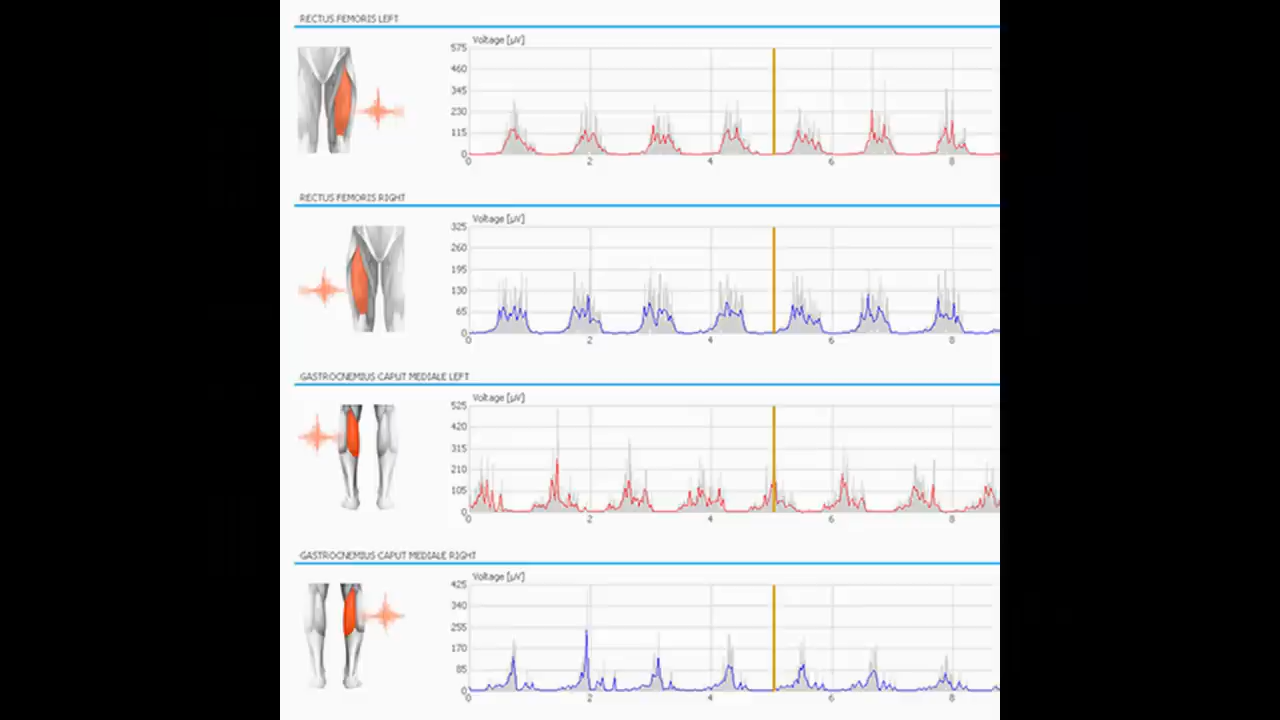 RECTUS FEMORIS LEFT
Voltage [µV]
575
460
345
230
115
0
0 2 4 6 8
RECTUS FEMORIS RIGHT
Voltage [µV]
325
260
195
130
65
0
0 2 4 6 8
GASTROCNEMIUS CAPUT MEDIALE LEFT
Voltage [µV]
525
420
315
210
105
0
0 2 4 6 8
GASTROCNEMIUS CAPUT MEDIALE RIGHT
Voltage [µV]
425
340
255
170
85
0
0 2 4 6 8